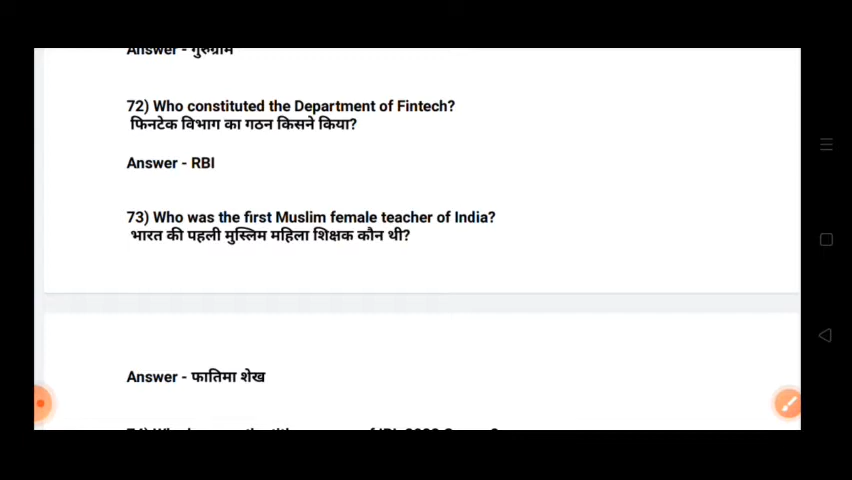 Answer - गुरुग्राम
72) Who constituted the Department of Fintech?
फिनटेक विभाग का गठन किसने किया?
Answer - RBI
73) Who was the first Muslim female teacher of India?
भारत की पहली मुस्लिम महिला शिक्षक कौन थी?
Answer - फातिमा शेख